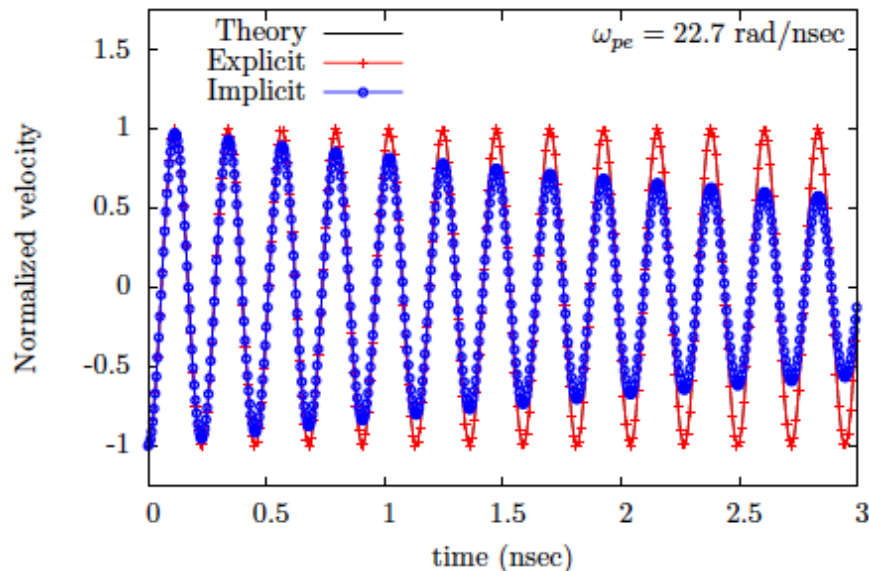 Theory
Explicit
Implicit
ω_pe = 22.7 rad/nsec
Normalized velocity
1.5
1
0.5
0
-0.5
-1
0 0.5 1 1.5 2 2.5 3
time (nsec)